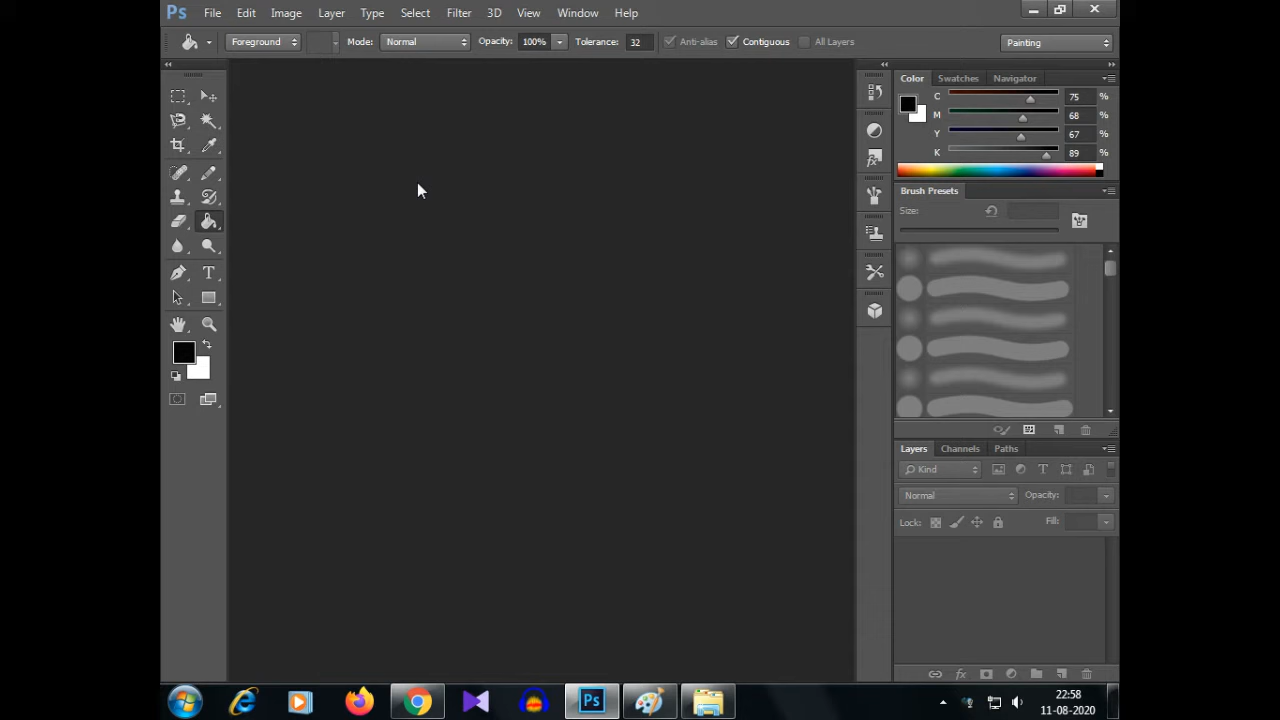 Ps File Edit Image Layer Type Select Filter 3D View Window Help
Foreground Mode: Normal Opacity: 100% Tolerance: 32 Anti-alias Contiguous All Layers Painting
Color Swatches Navigator
C 75 %
M 68 %
Y 67 %
K 89 %
Brush Presets
Size:
Layers Channels Paths
Kind
Normal Opacity:
Lock: Fill:
T
fx
Ps
22:58
11-08-2020